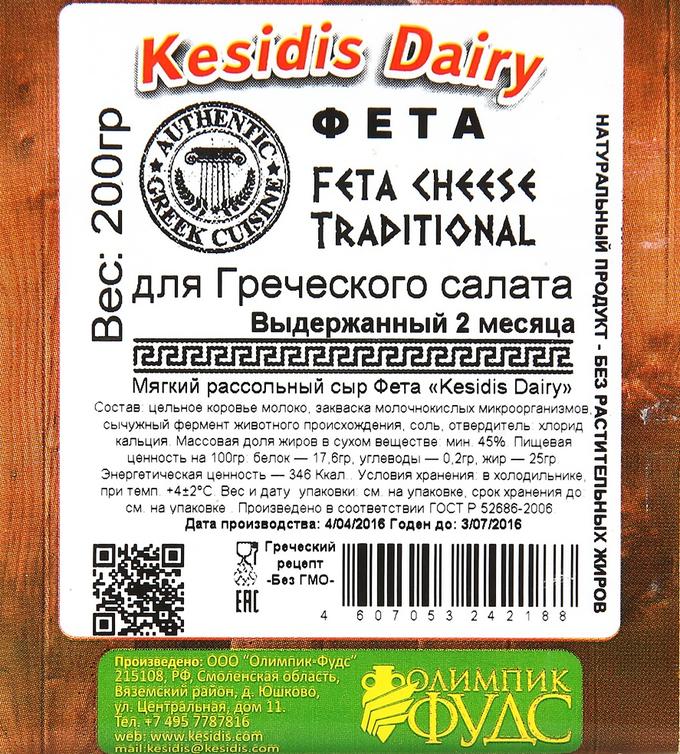 Kesidis Dairy
AUTHENTIC
GREEK CUISINE
ФЕТА
FETA CHEESE
TRADITIONAL
Вес: 200гр
для Греческого салата
Выдержанный 2 месяца
НАТУРАЛЬНЫЙ ПРОДУКТ - БЕЗ РАСТИТЕЛЬНЫХ ЖИРОВ
Мягкий рассольный сыр Фета «Kesidis Dairy»
Состав: цельное коровье молоко, закваска молочнокислых микроорганизмов,
сычужный фермент животного происхождения, соль, отвердитель: хлорид
кальция. Массовая доля жиров в сухом веществе: мин. 45%. Пищевая
ценность на 100гр: белок — 17,6гр, углеводы — 0,2гр, жир — 25гр.
Энергетическая ценность — 346 Ккал. Условия хранения: в холодильнике,
при темп. +4±2°С. Вес и дату упаковки: см. на упаковке, срок хранения до:
см. на упаковке. Произведено в соответствии ГОСТ Р 52686-2006
Дата производства: 4/04/2016 Годен до: 3/07/2016
Греческий
рецепт
-Без ГМО-
EAC
4 607053 242188
Произведено: ООО "Олимпик-Фудс"
215108, РФ, Смоленская область,
Вяземский район, д. Юшково,
ул. Центральная, дом 11.
Тел. +7 495 7787816
web: www.kesidis.com
mail:kesidis@kesidis.com
ОЛИМПИК
ФУДС